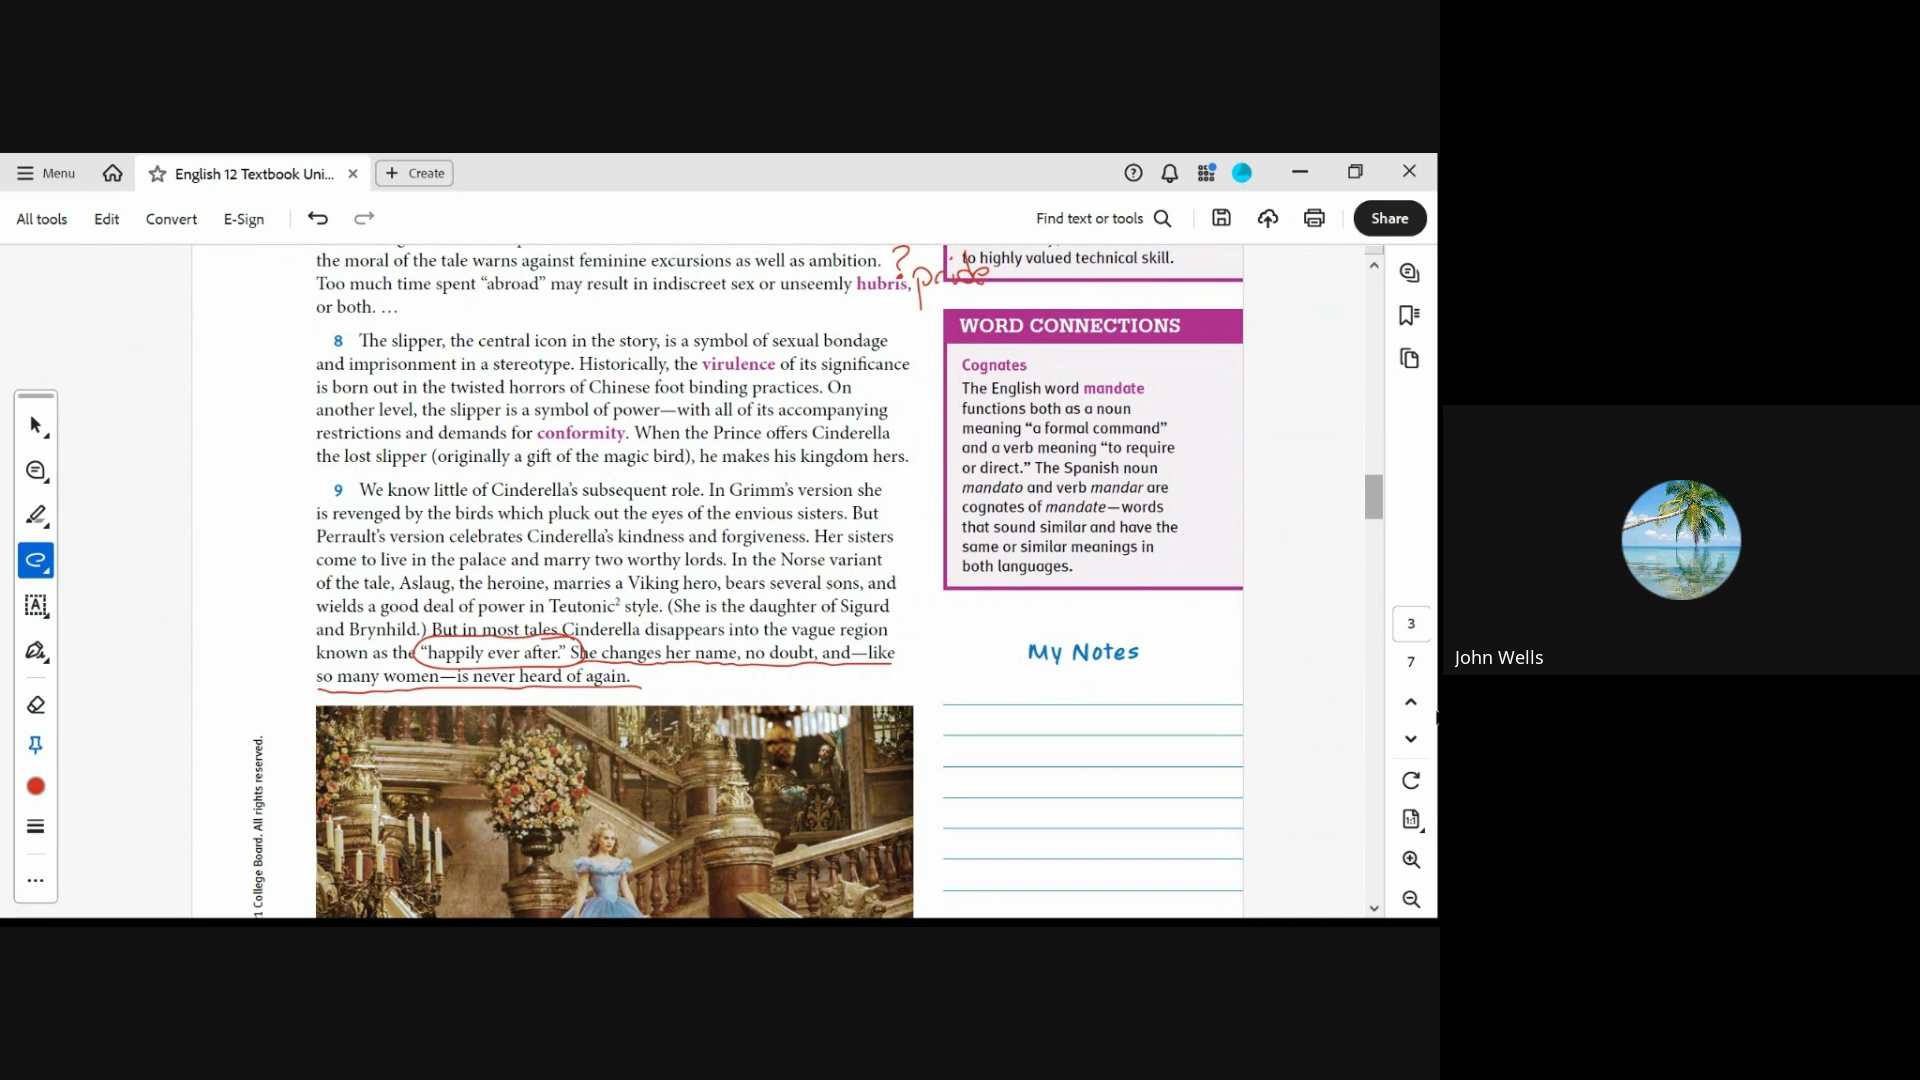 Menu
English 12 Textbook Uni...
Create
All tools
Edit
Convert
E-Sign
Find text or tools
Share
the moral of the tale warns against feminine excursions as well as ambition.
Too much time spent “abroad” may result in indiscreet sex or unseemly hubris,
or both. …
? pride
8 The slipper, the central icon in the story, is a symbol of sexual bondage
and imprisonment in a stereotype. Historically, the virulence of its significance
is born out in the twisted horrors of Chinese foot binding practices. On
another level, the slipper is a symbol of power—with all of its accompanying
restrictions and demands for conformity. When the Prince offers Cinderella
the lost slipper (originally a gift of the magic bird), he makes his kingdom hers.
9 We know little of Cinderella’s subsequent role. In Grimm’s version she
is revenged by the birds which pluck out the eyes of the envious sisters. But
Perrault’s version celebrates Cinderella’s kindness and forgiveness. Her sisters
come to live in the palace and marry two worthy lords. In the Norse variant
of the tale, Aslaug, the heroine, marries a Viking hero, bears several sons, and
wields a good deal of power in Teutonic² style. (She is the daughter of Sigurd
and Brynhild.) But in most tales Cinderella disappears into the vague region
known as the “happily ever after.” She changes her name, no doubt, and—like
so many women—is never heard of again.
1 College Board. All rights reserved.
to highly valued technical skill.
WORD CONNECTIONS
Cognates
The English word mandate
functions both as a noun
meaning “a formal command”
and a verb meaning “to require
or direct.” The Spanish noun
mandato and verb mandar are
cognates of mandate—words
that sound similar and have the
same or similar meanings in
both languages.
My Notes
3
7
1:1
John Wells